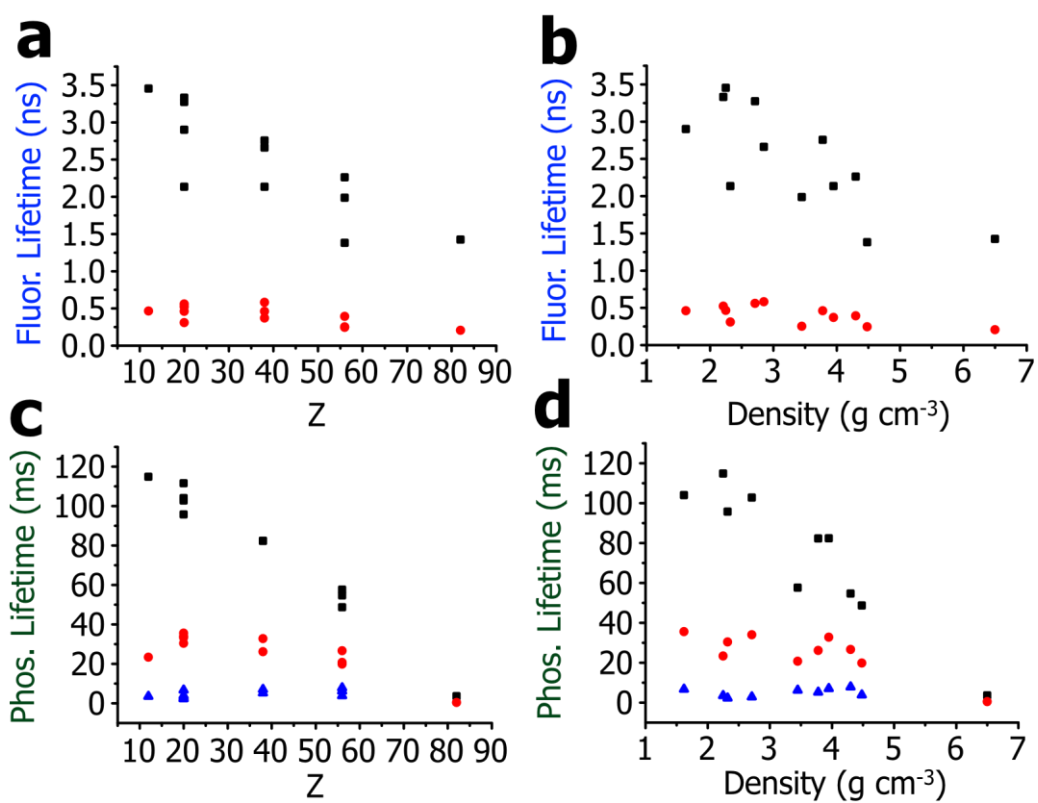 a
Fluor. Lifetime (ns)
3.5
3.0
2.5
2.0
1.5
1.0
0.5
0.0
10 20 30 40 50 60 70 80 90
Z
b
Fluor. Lifetime (ns)
3.5
3.0
2.5
2.0
1.5
1.0
0.5
0.0
1 2 3 4 5 6 7
Density (g cm⁻³)
c
Phos. Lifetime (ms)
120
100
80
60
40
20
0
10 20 30 40 50 60 70 80 90
Z
d
Phos. Lifetime (ms)
120
100
80
60
40
20
0
1 2 3 4 5 6 7
Density (g cm⁻³)